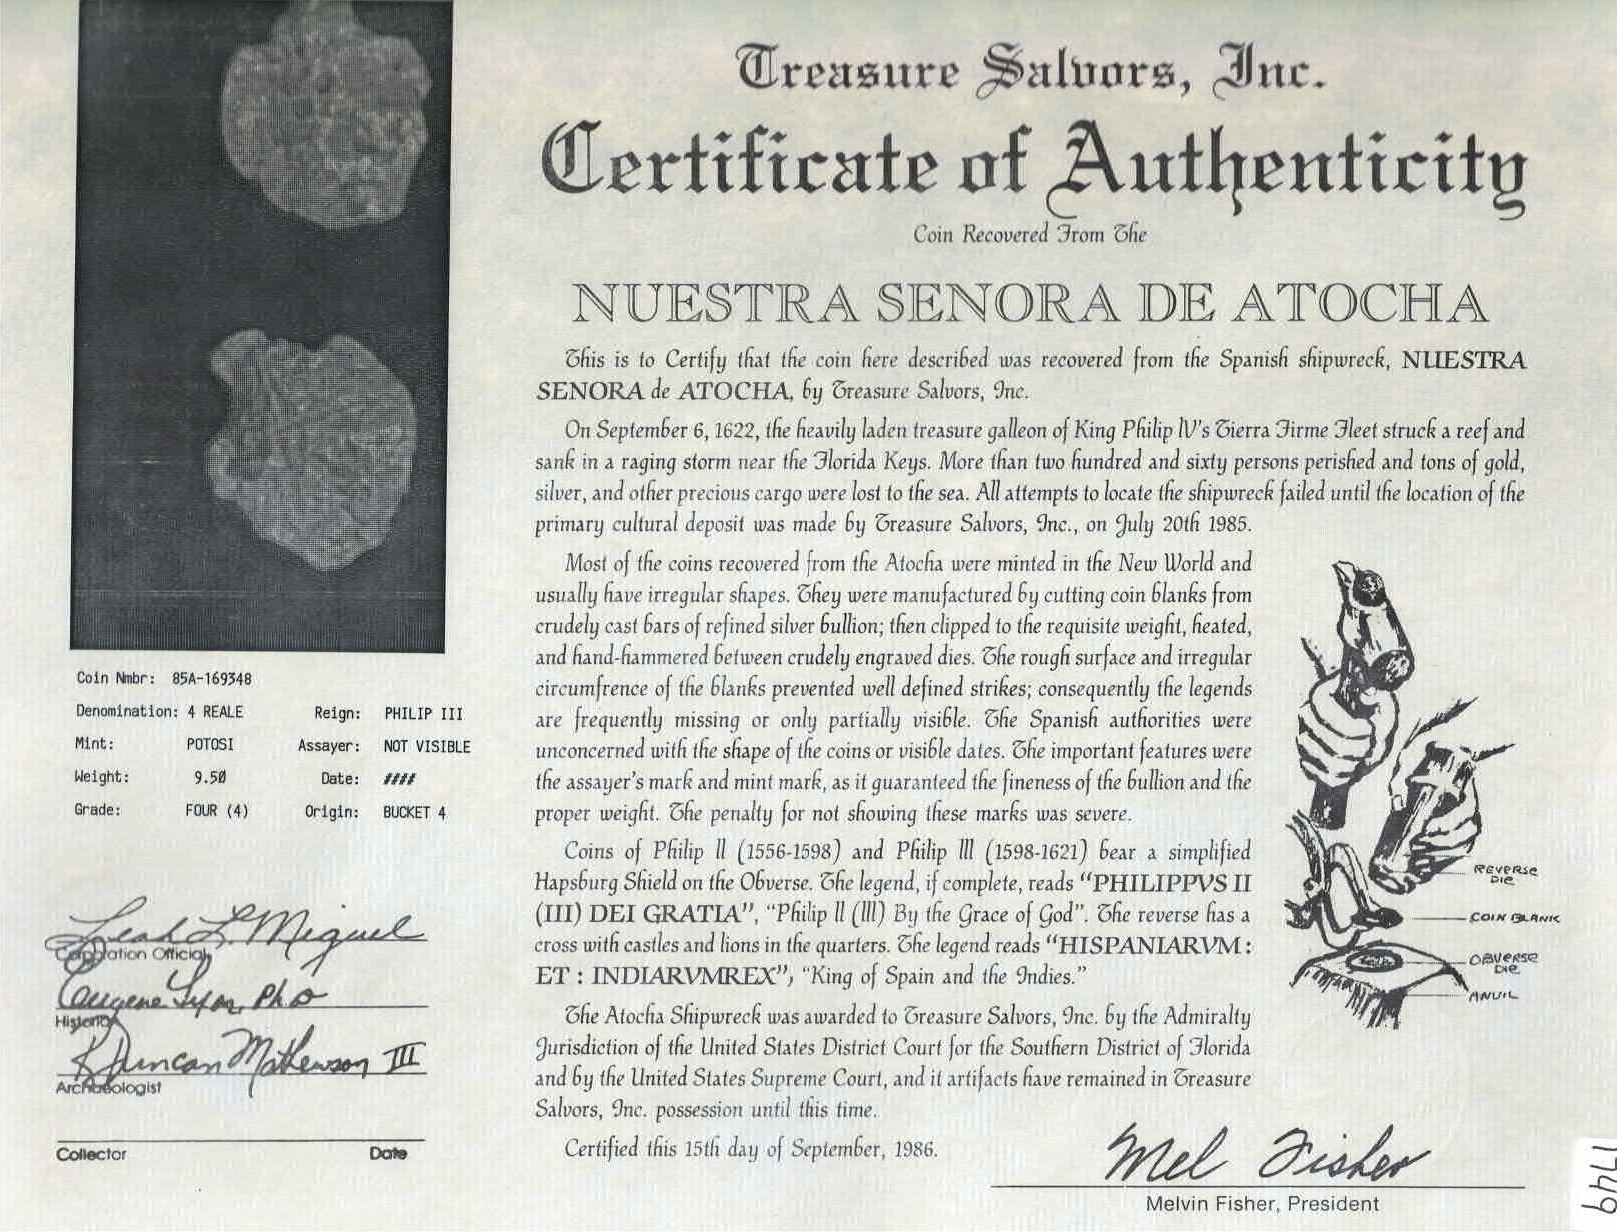 Treasure Salvors, Inc.
Certificate of Authenticity
Coin Recovered From The
NUESTRA SENORA DE ATOCHA
This is to Certify that the coin here described was recovered from the Spanish shipwreck, NUESTRA
SENORA de ATOCHA, by Treasure Salvors, Inc.
On September 6, 1622, the heavily laden treasure galleon of King Philip IV's Tierra Firme Fleet struck a reef and
sank in a raging storm near the Florida Keys. More than two hundred and sixty persons perished and tons of gold,
silver, and other precious cargo were lost to the sea. All attempts to locate the shipwreck failed until the location of the
primary cultural deposit was made by Treasure Salvors, Inc., on July 20th 1985.
Most of the coins recovered from the Atocha were minted in the New World and
usually have irregular shapes. They were manufactured by cutting coin blanks from
crudely cast bars of refined silver bullion; then clipped to the requisite weight, heated,
and hand-hammered between crudely engraved dies. The rough surface and irregular
circumfrence of the blanks prevented well defined strikes; consequently the legends
are frequently missing or only partially visible. The Spanish authorities were
unconcerned with the shape of the coins or visible dates. The important features were
the assayer's mark and mint mark, as it guaranteed the fineness of the bullion and the
proper weight. The penalty for not showing these marks was severe.
Coins of Philip II (1556-1598) and Philip III (1598-1621) bear a simplified
Hapsburg Shield on the Obverse. The legend, if complete, reads "PHILIPPVS II
(III) DEI GRATIA", "Philip II (III) By the Grace of God". The reverse has a
cross with castles and lions in the quarters. The legend reads "HISPANIARVM :
ET : INDIARVMREX", "King of Spain and the Indies."
The Atocha Shipwreck was awarded to Treasure Salvors, Inc. by the Admiralty
Jurisdiction of the United States District Court for the Southern District of Florida
and by the United States Supreme Court, and it artifacts have remained in Treasure
Salvors, Inc. possession until this time.
Certified this 15th day of September, 1986.
REVERSE
DIE
COIN BLANK
OBVERSE
DIE
ANVIL
Mel Fisher
Melvin Fisher, President
Coin Nmbr: 85A-169348
Denomination: 4 REALE Reign: PHILIP III
Mint: POTOSI Assayer: NOT VISIBLE
Weight: 9.50 Date: ####
Grade: FOUR (4) Origin: BUCKET 4
Leah L. Miguel
Corporation Official
Eugene Lyon, PhD
Historian
R Duncan Mathewson III
Archaeologist
Collector Date
1749